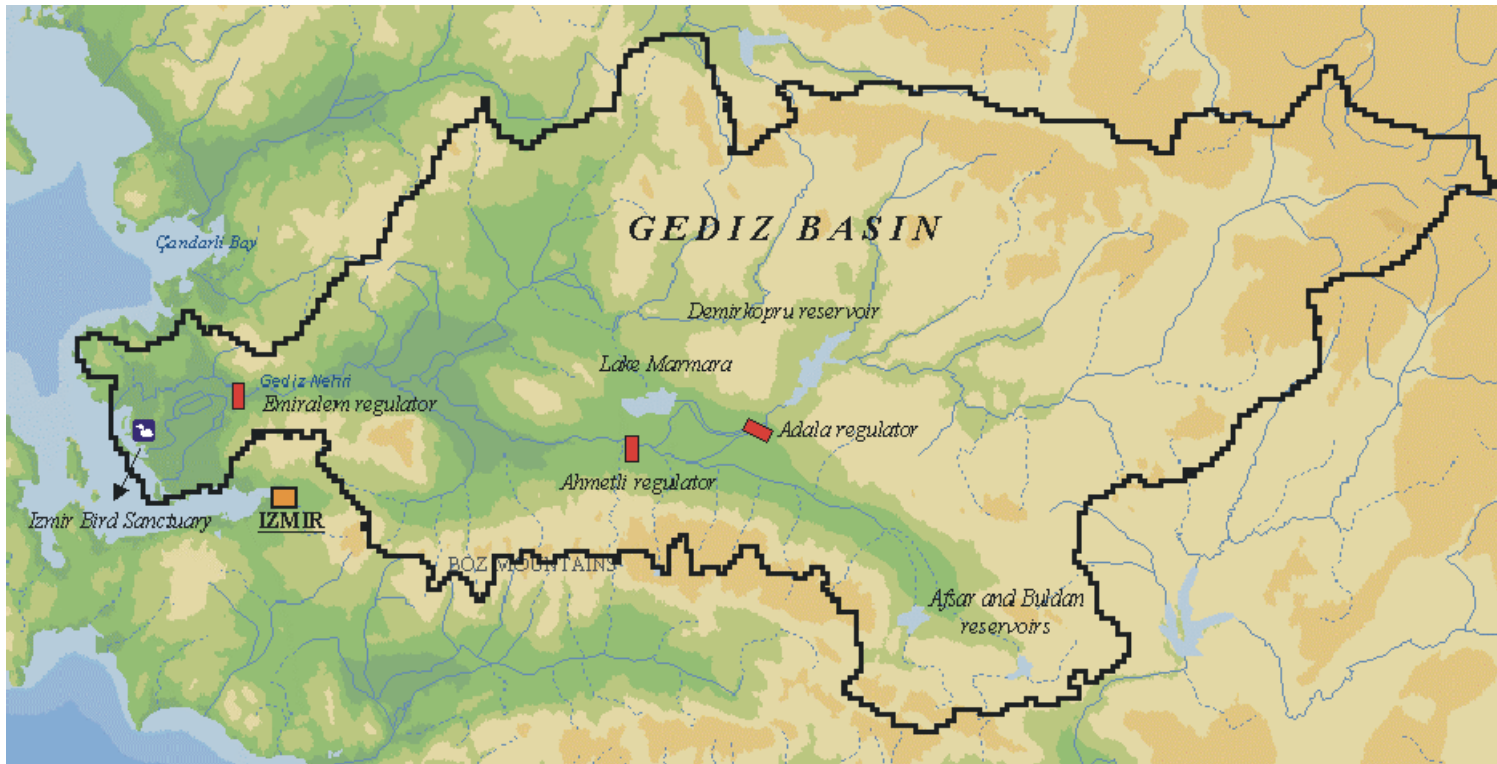 GEDIZ BASIN
Çandarli Bay
Demirkopru reservoir
Lake Marmara
Gediz Nehri
Emiralem regulator
Adala regulator
Ahmetli regulator
Izmir Bird Sanctuary
IZMIR
BOZ MOUNTAINS
Afsar and Buldan
reservoirs